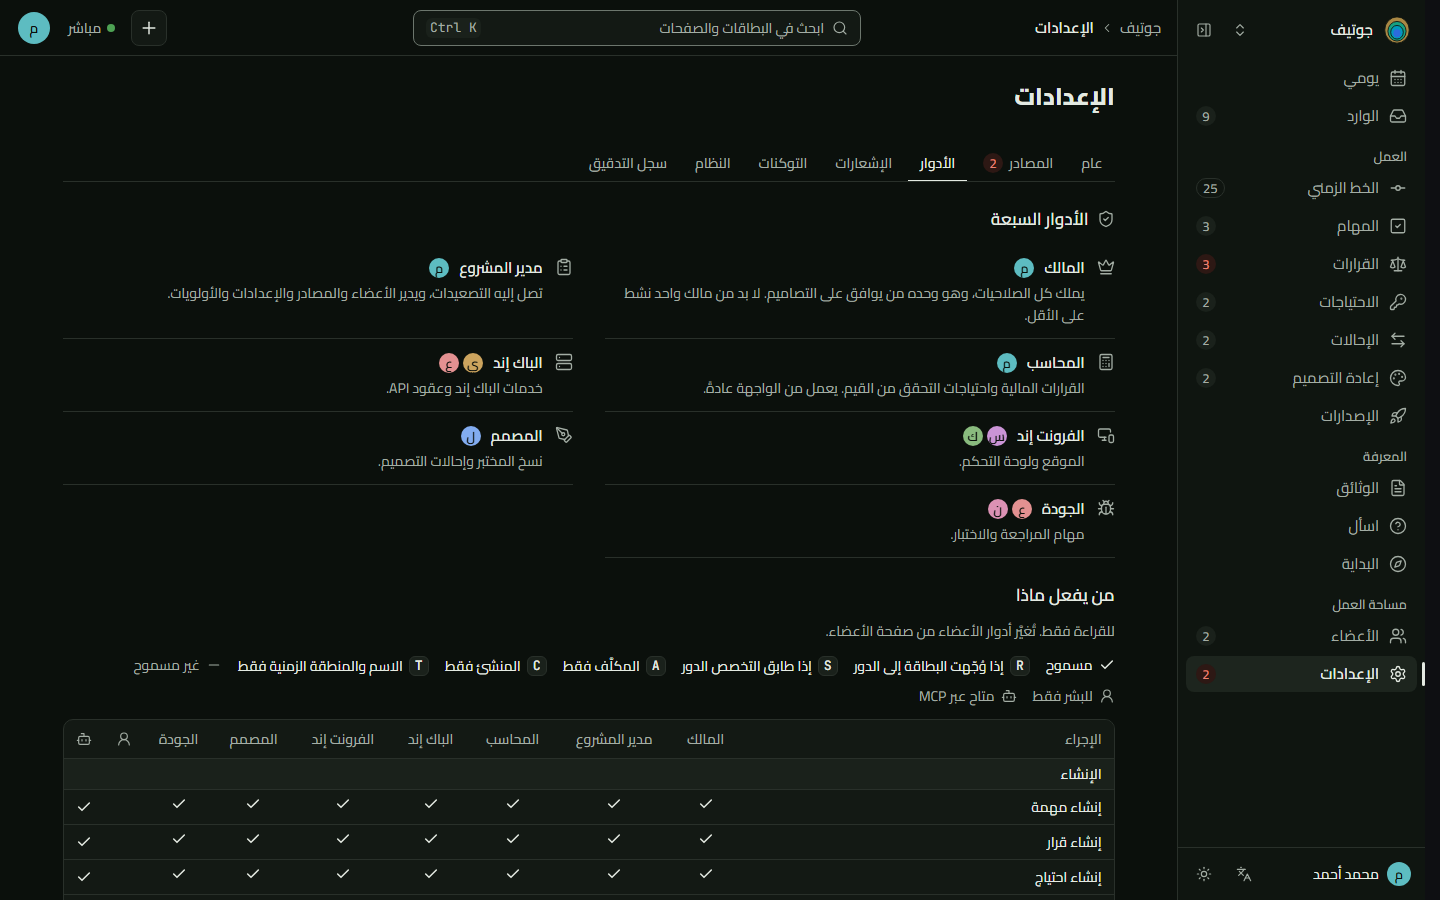 جوتيف
يومي
الوارد 9
العمل
الخط الزمني 25
المهام 3
القرارات 3
الاحتياجات 2
الإحالات 2
إعادة التصميم 2
الإصدارات
المعرفة
الوثائق
اسأل
البداية
مساحة العمل
الأعضاء 2
الإعدادات 2
م محمد أحمد
جوتيف الإعدادات
ابحث في البطاقات والصفحات Ctrl K
مباشر م
الإعدادات
عام المصادر 2 الأدوار الإشعارات التوكنات النظام سجل التدقيق
الأدوار السبعة
المالك م
يملك كل الصلاحيات، وهو وحده من يوافق على التصاميم. لا بد من مالك واحد نشط
على الأقل.
مدير المشروع م
تصل إليه التصعيدات، ويدير الأعضاء والمصادر والإعدادات والأولويات.
المحاسب م
القرارات المالية واحتياجات التحقق من القيم. يعمل من الواجهة عادةً.
الباك إند ي ع
خدمات الباك إند وعقود API.
الفرونت إند س ك
الموقع ولوحة التحكم.
المصمم ل
نسخ المختبر وإحالات التصميم.
الجودة ع ن
مهام المراجعة والاختبار.
من يفعل ماذا
للقراءة فقط. تُغيَّر أدوار الأعضاء من صفحة الأعضاء.
مسموح R إذا وُجّهت البطاقة إلى الدور S إذا طابق التخصص الدور A المكلَّف فقط C المنشئ فقط T الاسم والمنطقة الزمنية فقط — غير مسموح
للبشر فقط متاح عبر MCP
الإجراء المالك مدير المشروع المحاسب الباك إند الفرونت إند المصمم الجودة
الإنشاء
إنشاء مهمة
إنشاء قرار
إنشاء احتياج